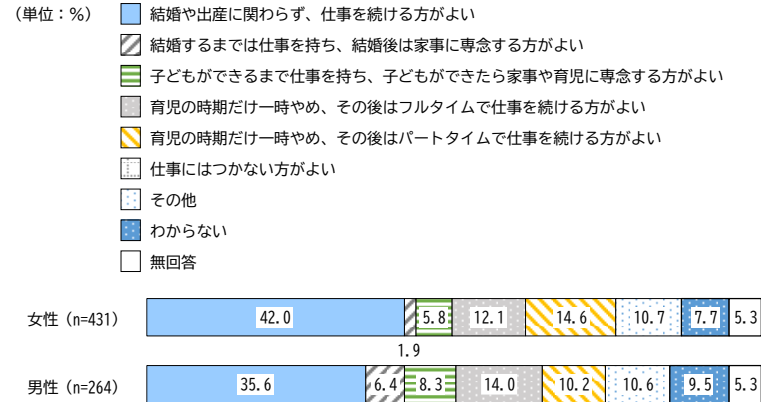 （単位：%）
結婚や出産に関わらず、仕事を続ける方がよい
結婚するまでは仕事を持ち、結婚後は家事に専念する方がよい
子どもができるまで仕事を持ち、子どもができたら家事や育児に専念する方がよい
育児の時期だけ一時やめ、その後はフルタイムで仕事を続ける方がよい
育児の時期だけ一時やめ、その後はパートタイムで仕事を続ける方がよい
仕事にはつかない方がよい
その他
わからない
無回答
女性（n=431） 42.0 5.8 12.1 14.6 10.7 7.7 5.3
1.9
男性（n=264） 35.6 6.4 8.3 14.0 10.2 10.6 9.5 5.3